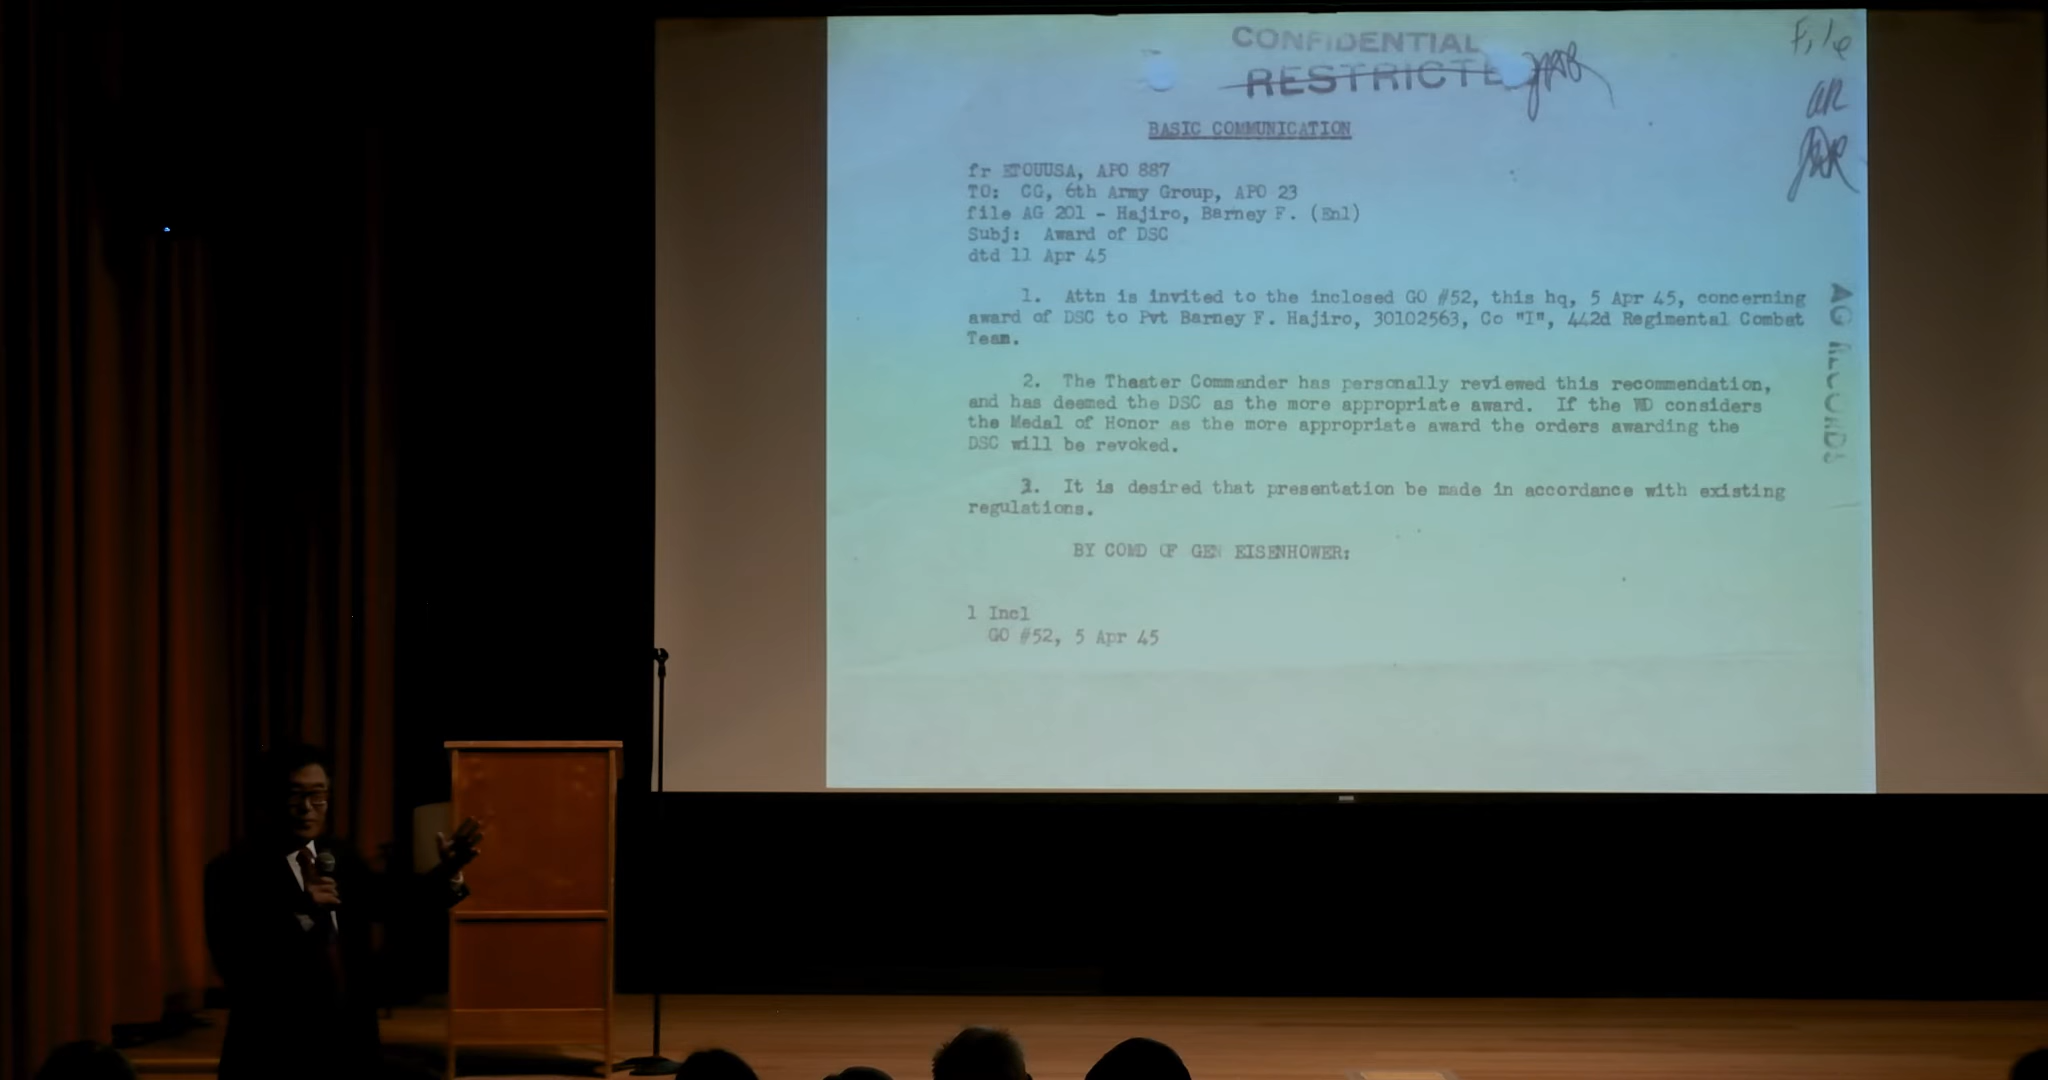 CONFIDENTIAL
RESTRICTE
File
AR
BASIC COMMUNICATION
fr ETOUUSA, APO 887
TO: CG, 6th Army Group, APO 23
file AG 201 - Hajiro, Barney F. (Enl)
Subj: Award of DSC
dtd 11 Apr 45
1. Attn is invited to the inclosed GO #52, this hq, 5 Apr 45, concerning
award of DSC to Pvt Barney F. Hajiro, 30102563, Co "I", 442d Regimental Combat
Team.
2. The Theater Commander has personally reviewed this recommendation,
and has deemed the DSC as the more appropriate award. If the WD considers
the Medal of Honor as the more appropriate award the orders awarding the
DSC will be revoked.
3. It is desired that presentation be made in accordance with existing
regulations.
BY COMD OF GEN EISENHOWER:
1 Incl
GO #52, 5 Apr 45
AG RECORDS